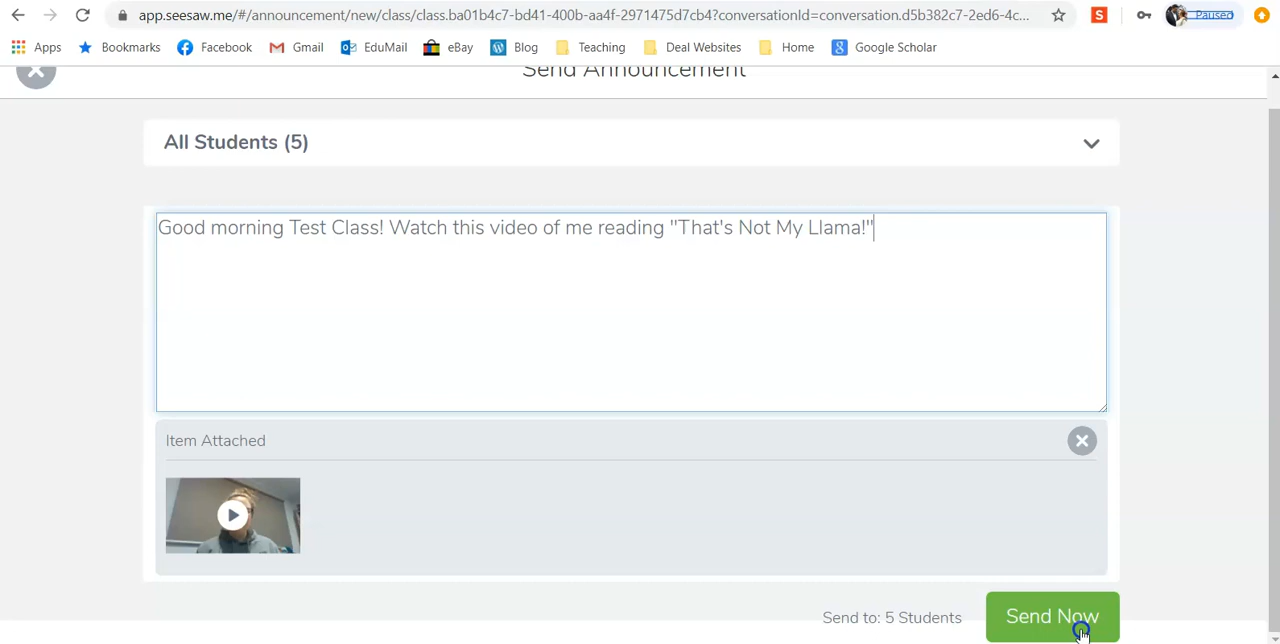 app.seesaw.me/#/announcement/new/class/class.ba01b4c7-bd41-400b-aa4f-2971475d7cb4?conversationId=conversation.d5b382c7-2ed6-4c...
S
Paused
Apps Bookmarks Facebook Gmail EduMail eBay Blog Teaching Deal Websites Home Google Scholar
Send Announcement
All Students (5)
Good morning Test Class! Watch this video of me reading "That's Not My Llama!"
Item Attached
Send to: 5 Students
Send Now